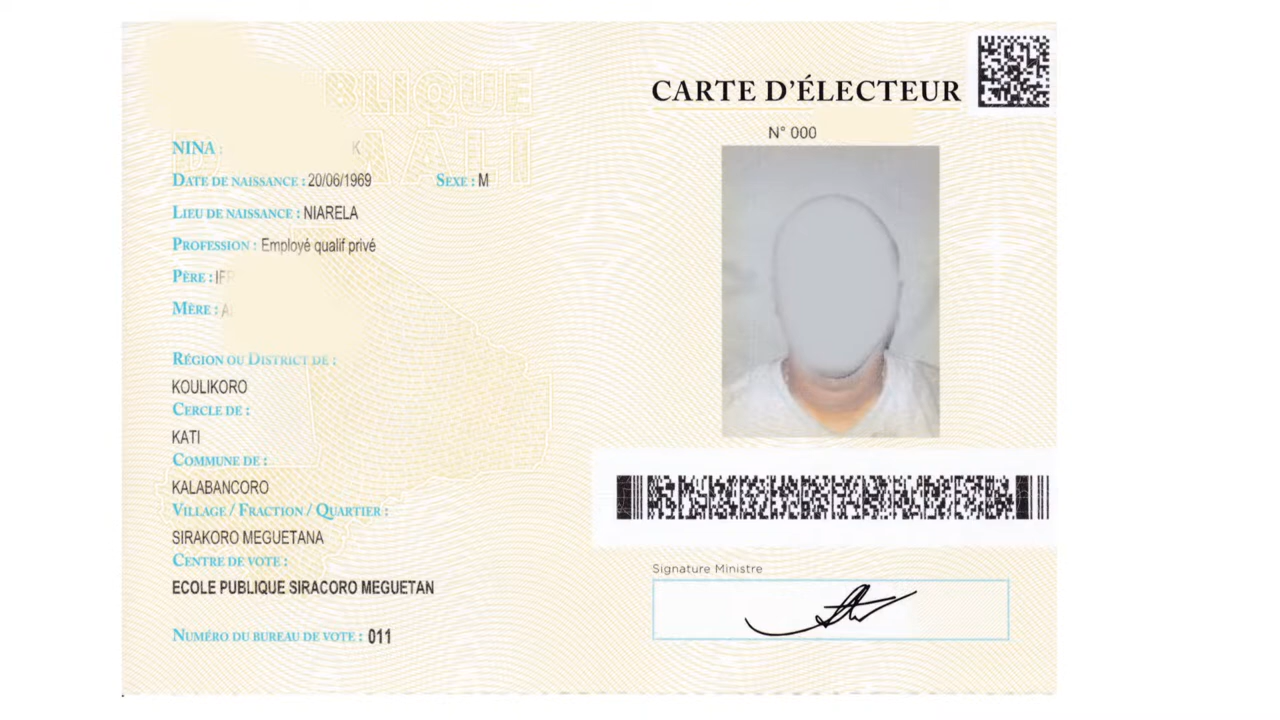 CARTE D'ÉLECTEUR
N° 000
NINA : K
DATE DE NAISSANCE : 20/06/1969 SEXE : M
LIEU DE NAISSANCE : NIARELA
PROFESSION : Employé qualif privé
PÈRE :
MÈRE :
RÉGION OU DISTRICT DE :
KOULIKORO
CERCLE DE :
KATI
COMMUNE DE :
KALABANCORO
VILLAGE / FRACTION / QUARTIER :
SIRAKORO MEGUETANA
CENTRE DE VOTE :
ECOLE PUBLIQUE SIRACORO MEGUETAN
NUMÉRO DU BUREAU DE VOTE : 011
Signature Ministre